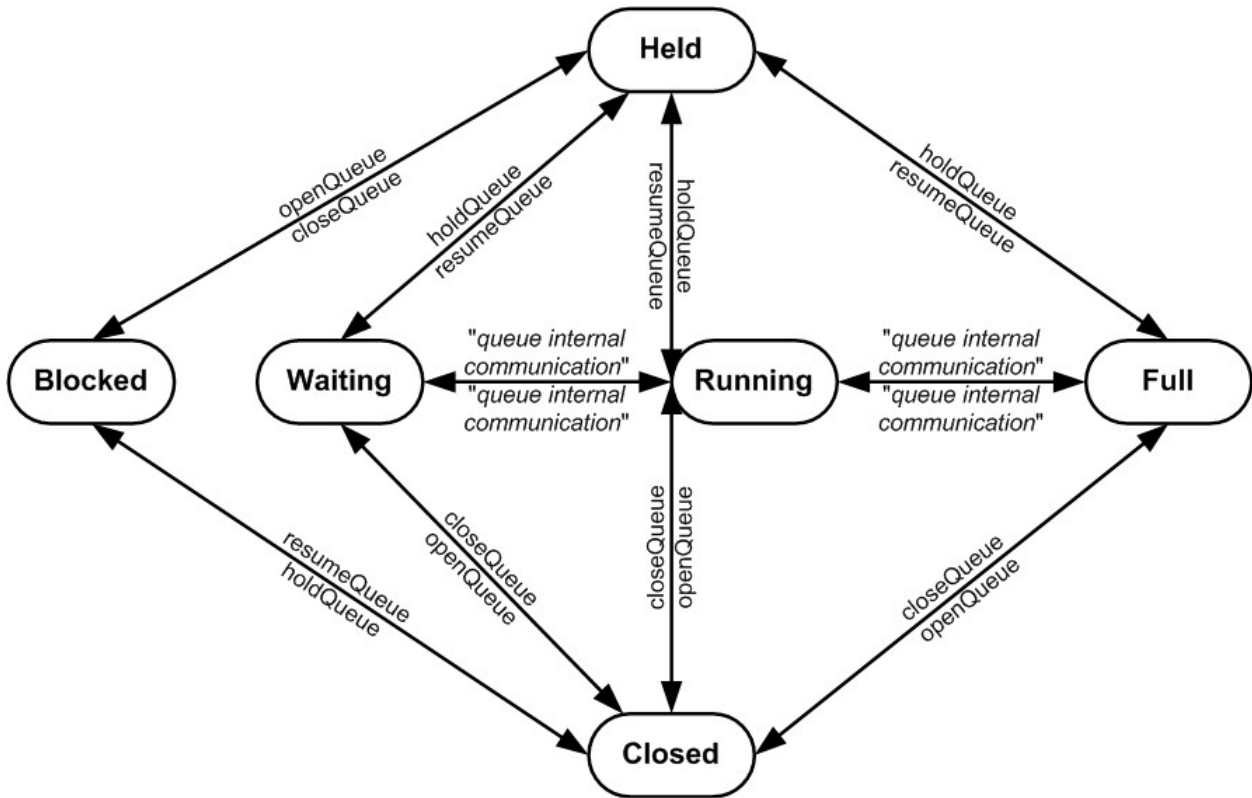 Held
openQueue
closeQueue
holdQueue
resumeQueue
holdQueue
resumeQueue
holdQueue
resumeQueue
Blocked
Waiting
"queue internal
communication"
"queue internal
communication"
Running
"queue internal
communication"
"queue internal
communication"
Full
resumeQueue
holdQueue
closeQueue
openQueue
openQueue
closeQueue
closeQueue
openQueue
Closed